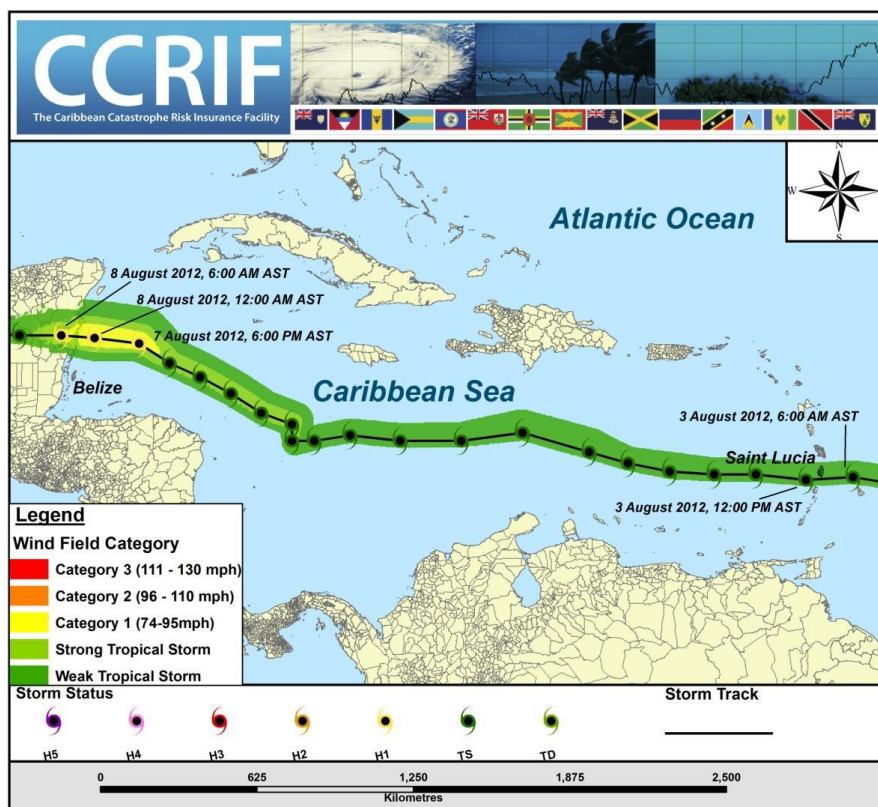 CCRIF
The Caribbean Catastrophe Risk Insurance Facility
N
W
S
Atlantic Ocean
8 August 2012, 6:00 AM AST
8 August 2012, 12:00 AM AST
7 August 2012, 6:00 PM AST
Belize
Caribbean Sea
3 August 2012, 6:00 AM AST
Saint Lucia
3 August 2012, 12:00 PM AST
Legend
Wind Field Category
Category 3 (111 - 130 mph)
Category 2 (96 - 110 mph)
Category 1 (74-95mph)
Strong Tropical Storm
Weak Tropical Storm
Storm Status
Storm Track
H5
H4
H3
H2
H1
TS
TD
0 625 1,250 1,875 2,500
Kilometres